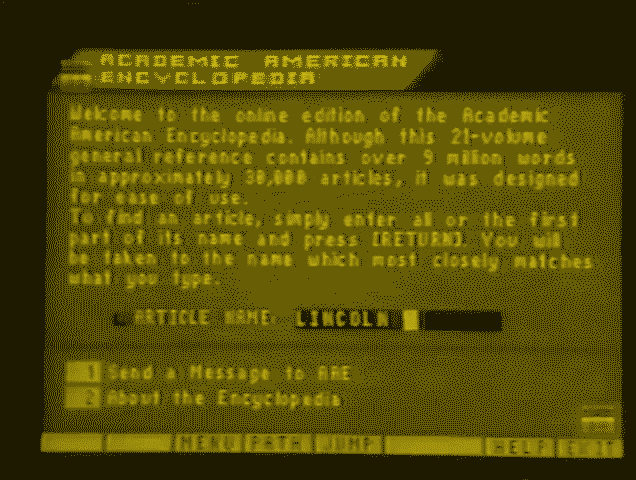 ACADEMIC AMERICAN
ENCYCLOPEDIA
Welcome to the online edition of the Academic
American Encyclopedia. Although this 21-volume
general reference contains over 9 million words
in approximately 30,000 articles, it was designed
for ease of use.
To find an article, simply enter all or the first
part of its name and press [RETURN]. You will
be taken to the name which most closely matches
what you type.
ARTICLE NAME: LINCOLN
1 Send a Message to AAE
2 About the Encyclopedia
MENU PATH JUMP HELP EXIT